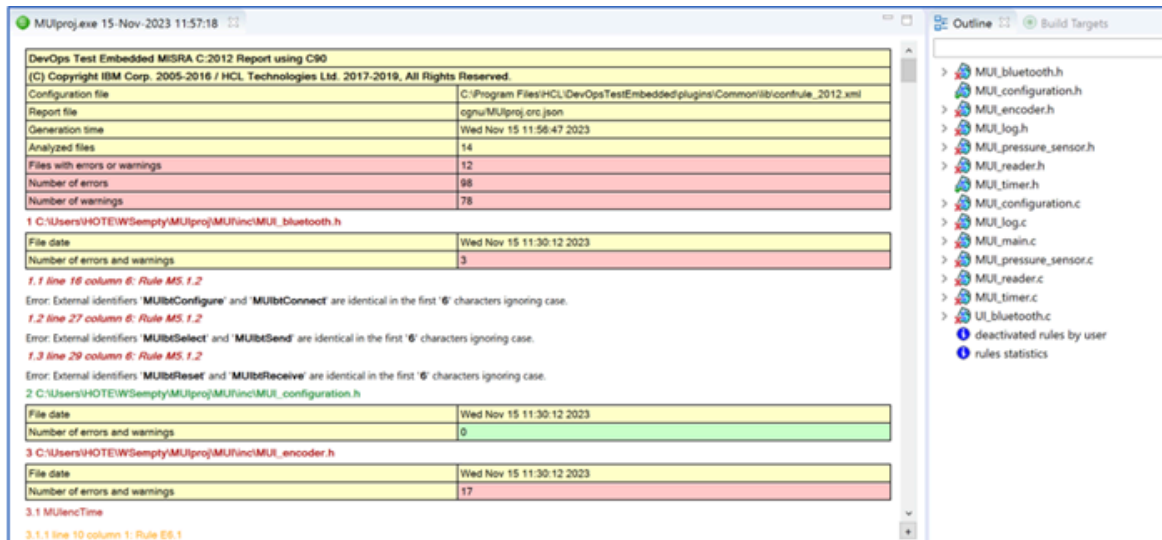 MUIproj.exe 15-Nov-2023 11:57:18
DevOps Test Embedded MISRA C:2012 Report using C90
(C) Copyright IBM Corp. 2005-2016 / HCL Technologies Ltd. 2017-2019, All Rights Reserved.
Configuration file C:\Program Files\HCL\DevOpsTestEmbedded\plugins\Common\lib\confrule_2012.xml
Report file cgnu/MUIproj.crc.json
Generation time Wed Nov 15 11:56:47 2023
Analyzed files 14
Files with errors or warnings 12
Number of errors 98
Number of warnings 78
1 C:\Users\HOTE\WSempty\MUIproj\MUI\inc\MUI_bluetooth.h
File date Wed Nov 15 11:30:12 2023
Number of errors and warnings 3
1.1 line 16 column 6: Rule M5.1.2
Error: External identifiers 'MUIbtConfigure' and 'MUIbtConnect' are identical in the first '6' characters ignoring case.
1.2 line 27 column 6: Rule M5.1.2
Error: External identifiers 'MUIbtSelect' and 'MUIbtSend' are identical in the first '6' characters ignoring case.
1.3 line 29 column 6: Rule M5.1.2
Error: External identifiers 'MUIbtReset' and 'MUIbtReceive' are identical in the first '6' characters ignoring case.
2 C:\Users\HOTE\WSempty\MUIproj\MUI\inc\MUI_configuration.h
File date Wed Nov 15 11:30:12 2023
Number of errors and warnings 0
3 C:\Users\HOTE\WSempty\MUIproj\MUI\inc\MUI_encoder.h
File date Wed Nov 15 11:30:12 2023
Number of errors and warnings 17
3.1 MUIencTime
3.1.1 line 10 column 1: Rule E6.1
Outline Build Targets
MUI_bluetooth.h
MUI_configuration.h
MUI_encoder.h
MUI_log.h
MUI_pressure_sensor.h
MUI_reader.h
MUI_timer.h
MUI_configuration.c
MUI_log.c
MUI_main.c
MUI_pressure_sensor.c
MUI_reader.c
MUI_timer.c
UI_bluetooth.c
deactivated rules by user
rules statistics